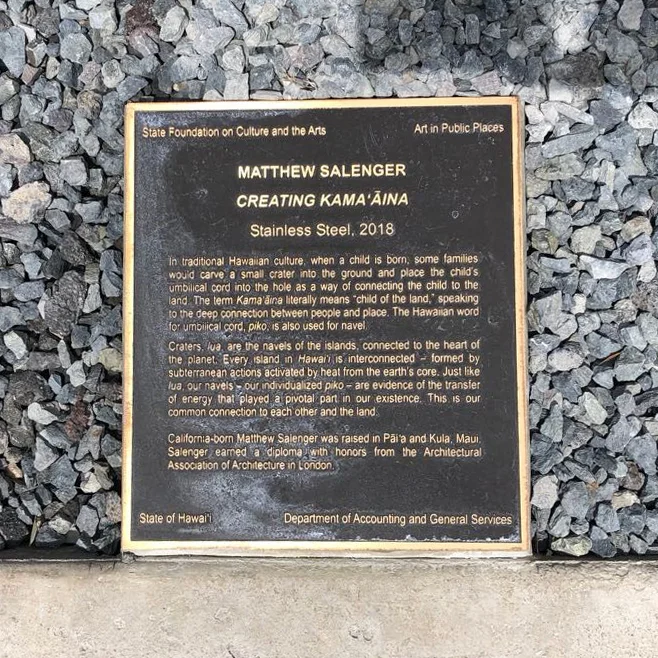 State Foundation on Culture and the Arts Art in Public Places
MATTHEW SALENGER
CREATING KAMAʻĀINA
Stainless Steel, 2018
In traditional Hawaiian culture, when a child is born, some families
would carve a small crater into the ground and place the child's
umbilical cord into the hole as a way of connecting the child to the
land. The term Kamaʻāina literally means "child of the land," speaking
to the deep connection between people and place. The Hawaiian word
for umbilical cord, piko, is also used for navel.
Craters, lua, are the navels of the islands, connected to the heart of
the planet. Every island in Hawaiʻi is interconnected – formed by
subterranean actions activated by heat from the earth's core. Just like
lua, our navels – our individualized piko – are evidence of the transfer
of energy that played a pivotal part in our existence. This is our
common connection to each other and the land.
California-born Matthew Salenger was raised in Pāiʻa and Kula, Maui.
Salenger earned a diploma with honors from the Architectural
Association of Architecture in London.
State of Hawaiʻi Department of Accounting and General Services